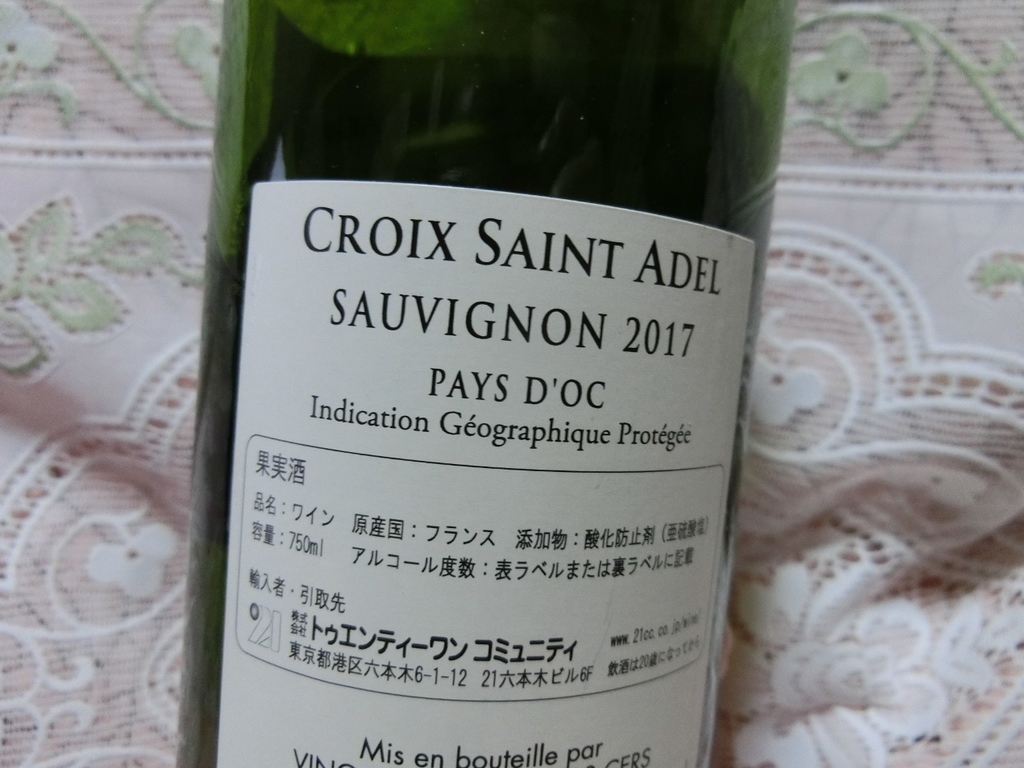 CROIX SAINT ADEL
SAUVIGNON 2017
PAYS D'OC
Indication Géographique Protégée
果実酒
品名：ワイン 原産国：フランス 添加物：酸化防止剤（亜硫酸塩）
容量：750ml アルコール度数：表ラベルまたは裏ラベルに記載
輸入者・引取先
921 株式会社 トゥエンティーワン コミュニティ www.21cc.co.jp/wine/
東京都港区六本木6-1-12 21六本木ビル6F 飲酒は20歳になってから
Mis en bouteille par
GERS